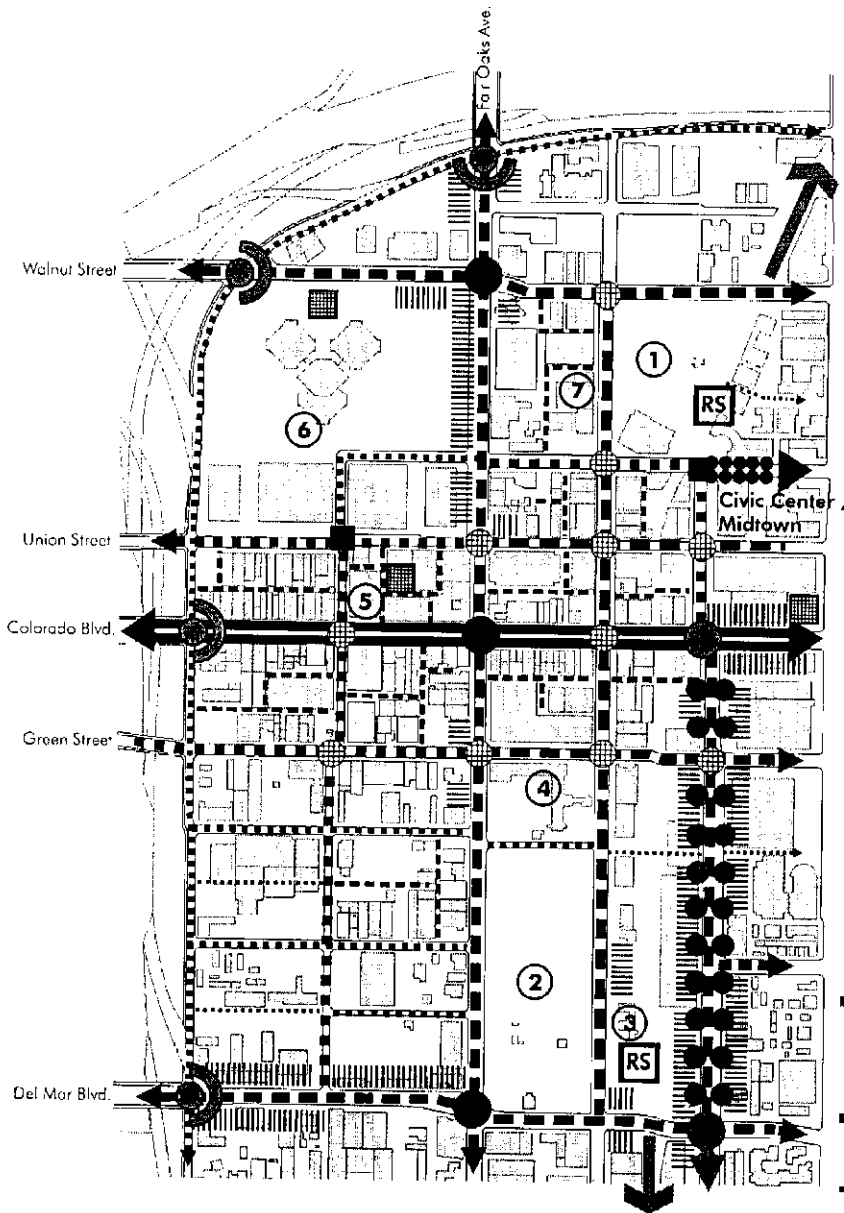 Fair Oaks Ave.
Walnut Street
1
7
RS
6
Civic Center
Midtown
Union Street
5
Colorado Blvd.
Green Street
4
2
3
RS
Del Mar Blvd.